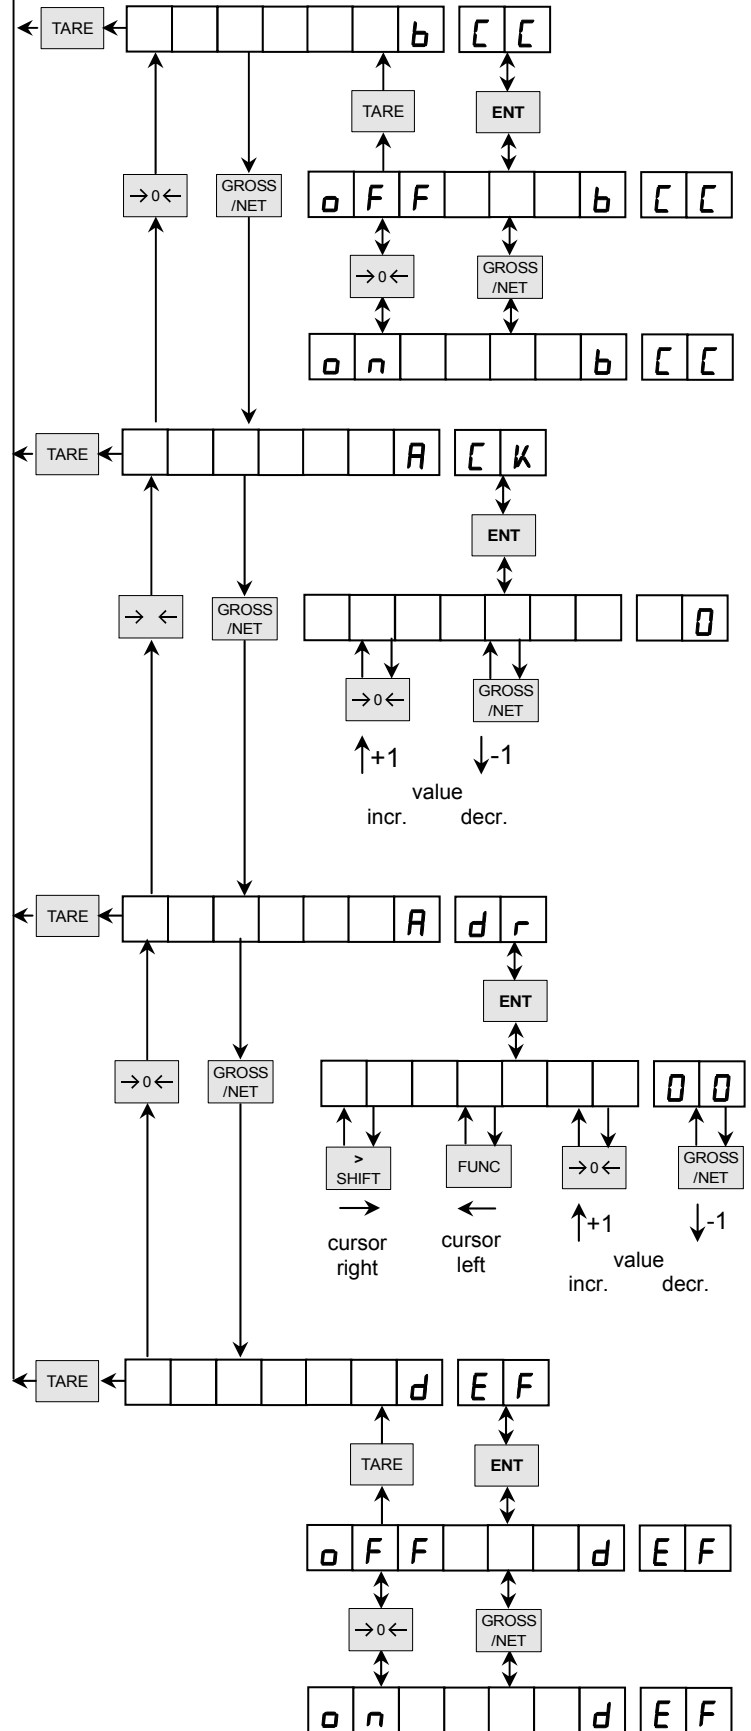 TARE b C C
TARE ENT
→0← GROSS
/NET
o F F b C C
→0← GROSS
/NET
o n b C C
TARE A C K
ENT
→ ← GROSS
/NET
0
→0← GROSS
/NET
↑+1 ↓-1
value
incr. decr.
TARE A d r
ENT
→0← GROSS
/NET
0 0
>
SHIFT FUNC →0← GROSS
/NET
→ ← ↑+1 ↓-1
cursor
right
cursor
left
value
incr. decr.
TARE d E F
TARE ENT
o F F d E F
→0← GROSS
/NET
o n d E F